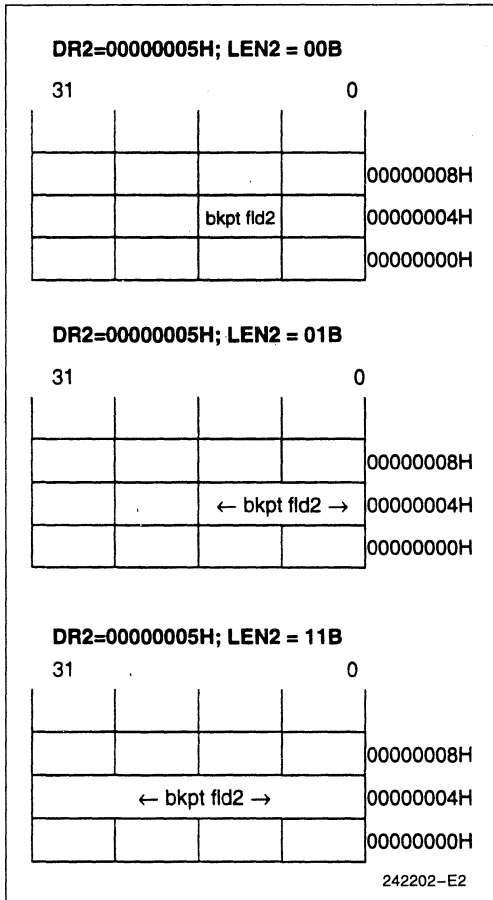 DR2=00000005H; LEN2 = 00B
31 0
00000008H
bkpt fld2 00000004H
00000000H
DR2=00000005H; LEN2 = 01B
31 0
00000008H
← bkpt fld2 → 00000004H
00000000H
DR2=00000005H; LEN2 = 11B
31 0
00000008H
← bkpt fld2 → 00000004H
00000000H
242202-E2